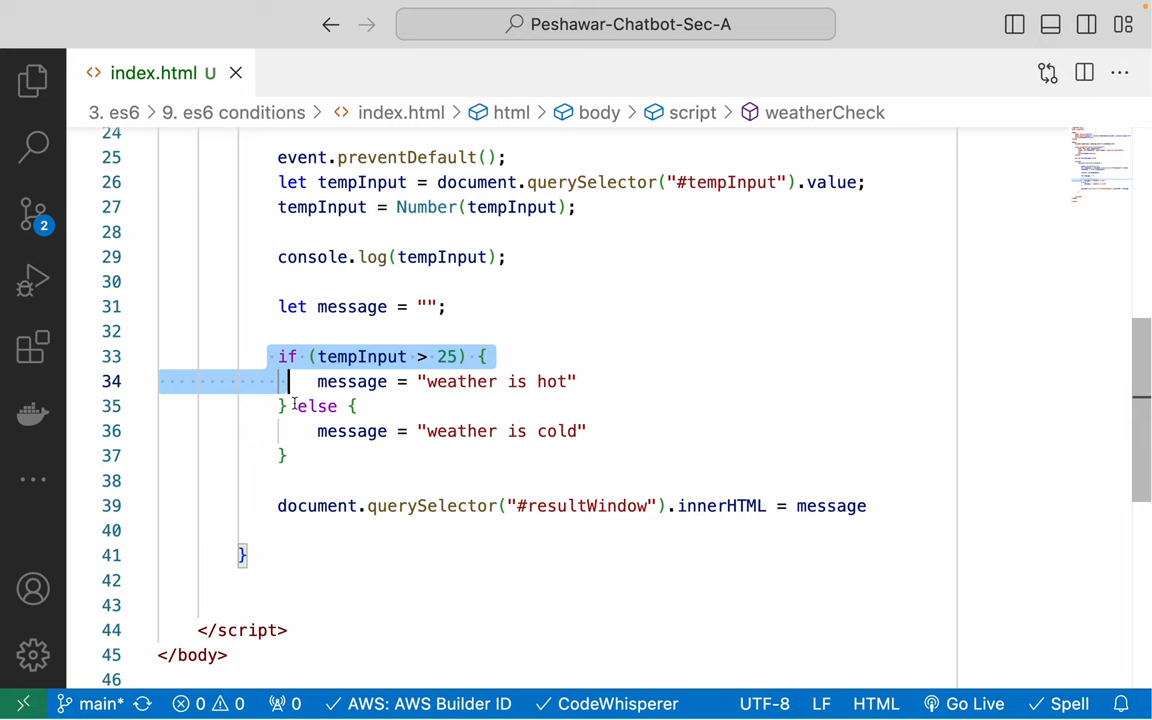 Peshawar-Chatbot-Sec-A
index.html U
3. es6 > 9. es6 conditions > index.html > html > body > script > weatherCheck
24
25 event.preventDefault();
26 let tempInput = document.querySelector("#tempInput").value;
27 tempInput = Number(tempInput);
28
29 console.log(tempInput);
30
31 let message = "";
32
33 if (tempInput > 25) {
34 message = "weather is hot"
35 } else {
36 message = "weather is cold"
37 }
38
39 document.querySelector("#resultWindow").innerHTML = message
40
41 }
42
43
44 </script>
45 </body>
46
2
main* 0 0 0 AWS: AWS Builder ID CodeWhisperer UTF-8 LF HTML Go Live Spell